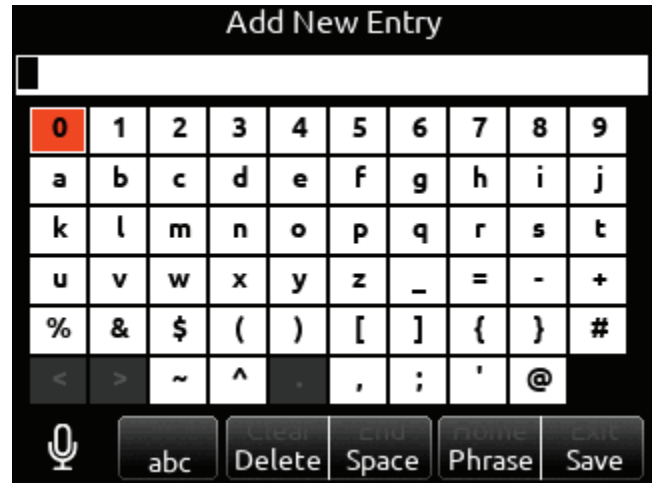 Add New Entry
0 1 2 3 4 5 6 7 8 9
a b c d e f g h i j
k l m n o p q r s t
u v w x y z _ = - +
% & $ ( ) [ ] { } #
< > ~ ^ . , ; ' @
Clear End Home Exit
abc Delete Space Phrase Save